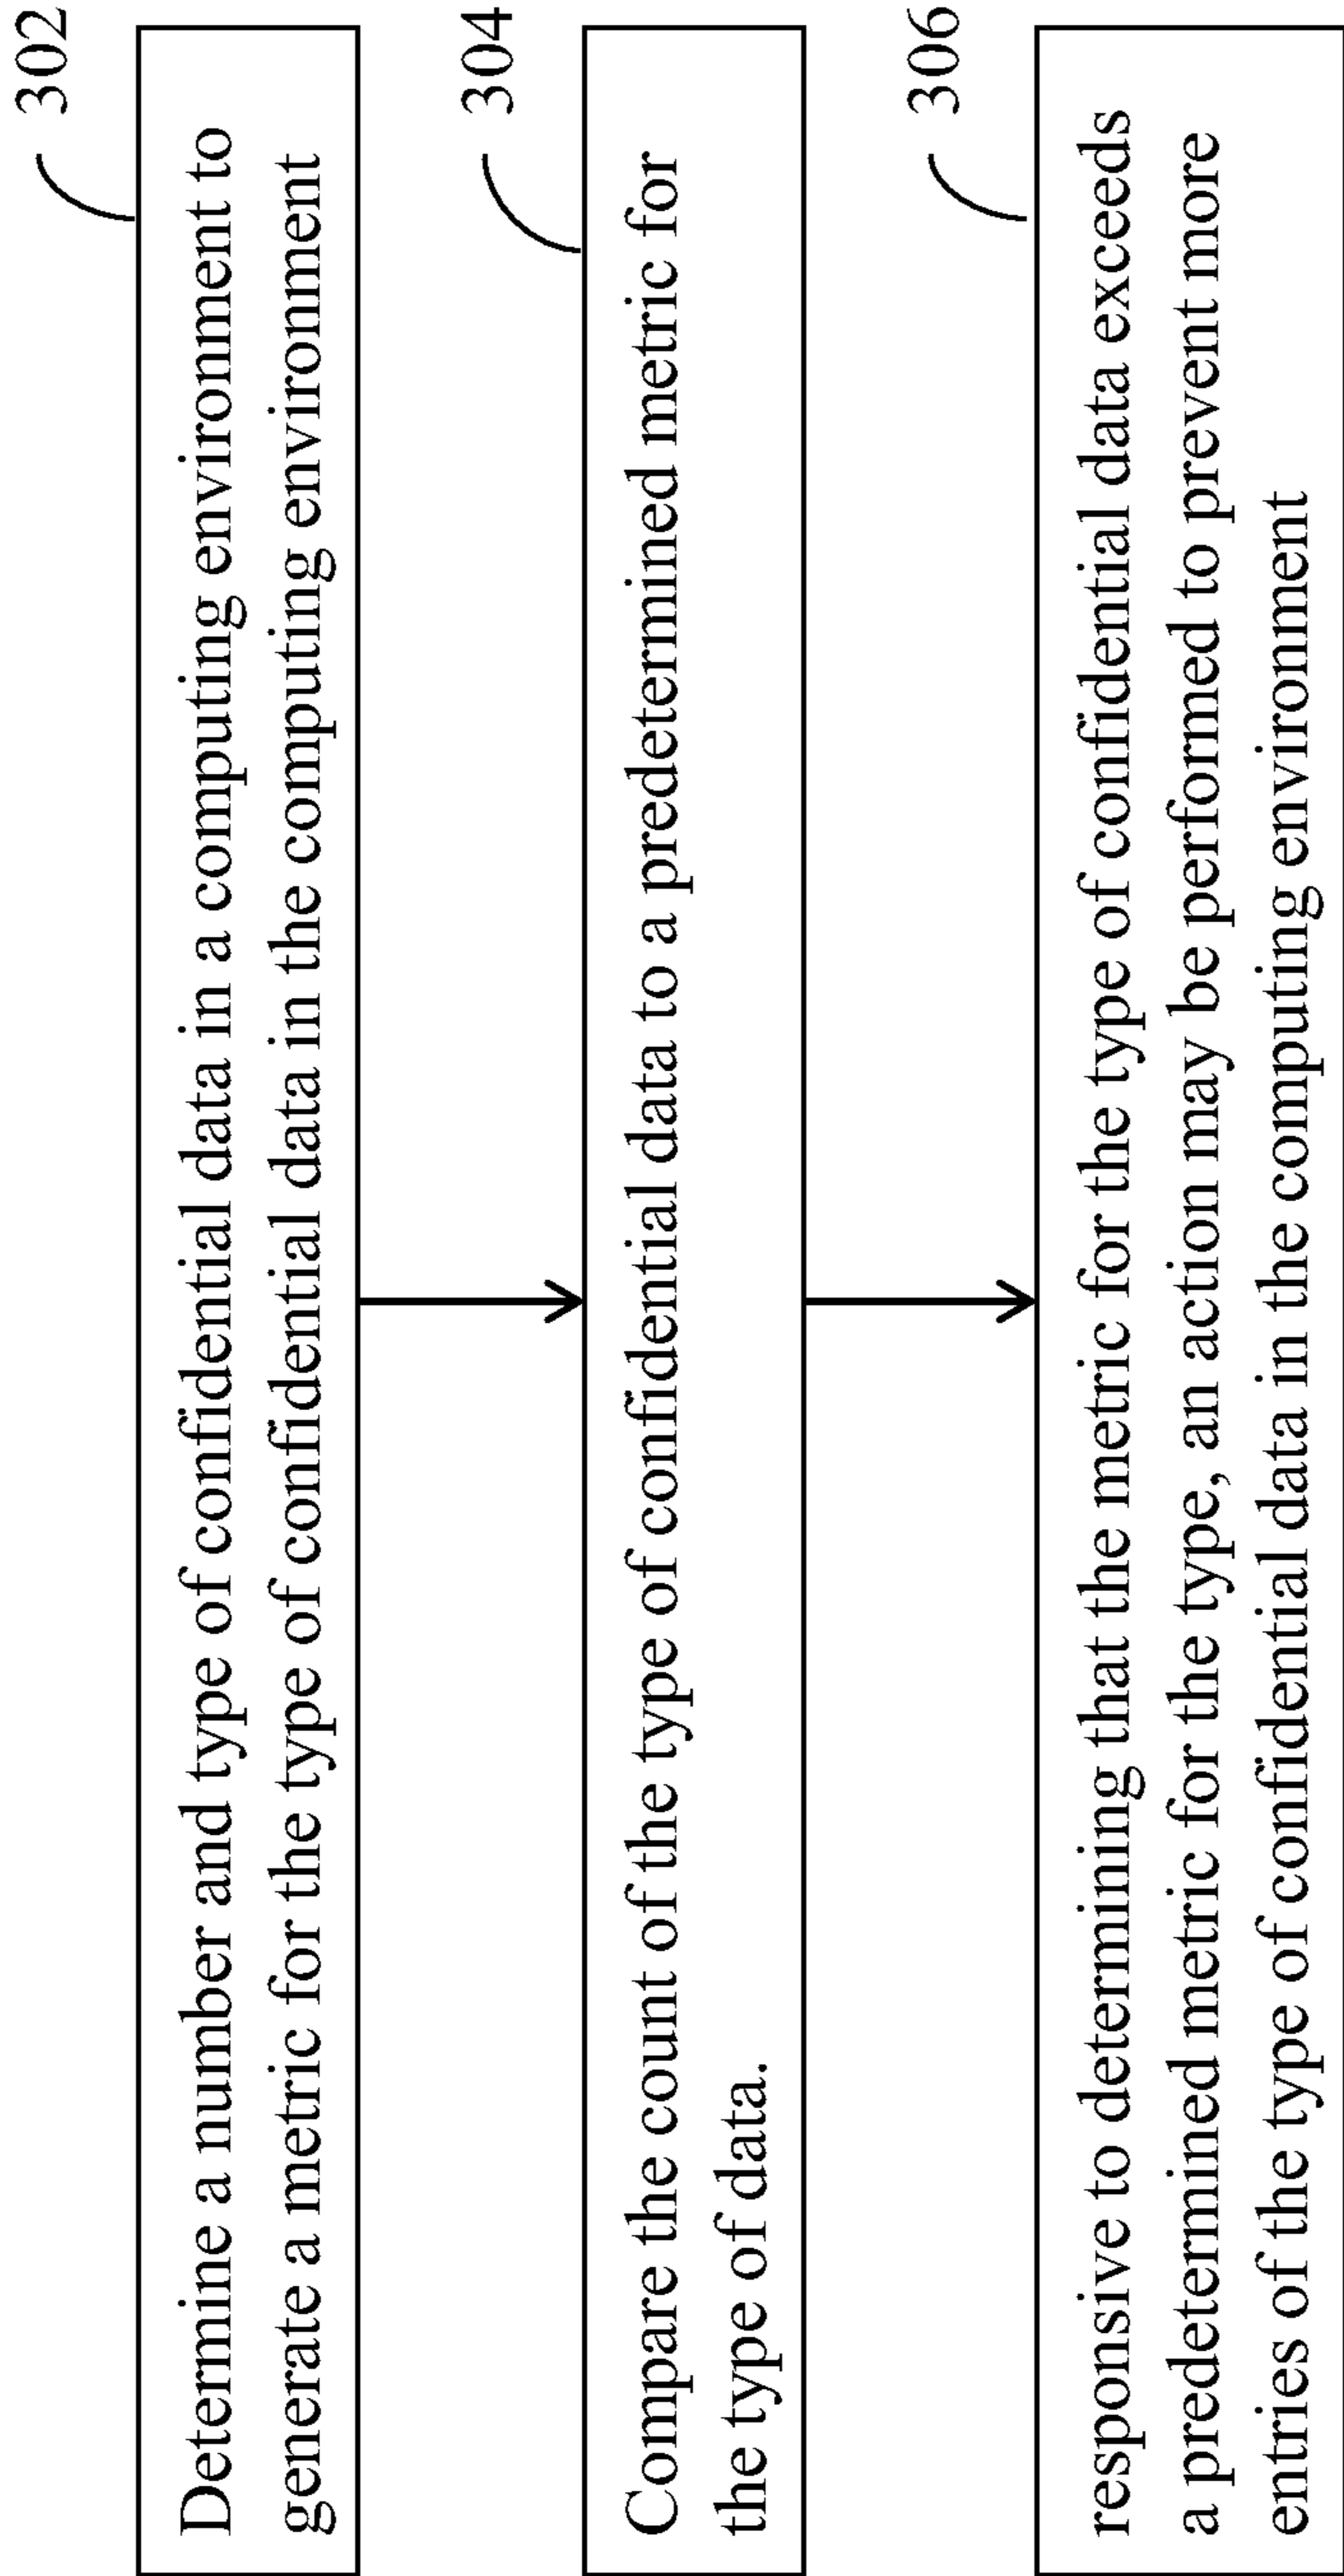 302
Determine a number and type of confidential data in a computing environment to
generate a metric for the type of confidential data in the computing environment
304
Compare the count of the type of confidential data to a predetermined metric for
the type of data.
306
responsive to determining that the metric for the type of confidential data exceeds
a predetermined metric for the type, an action may be performed to prevent more
entries of the type of confidential data in the computing environment